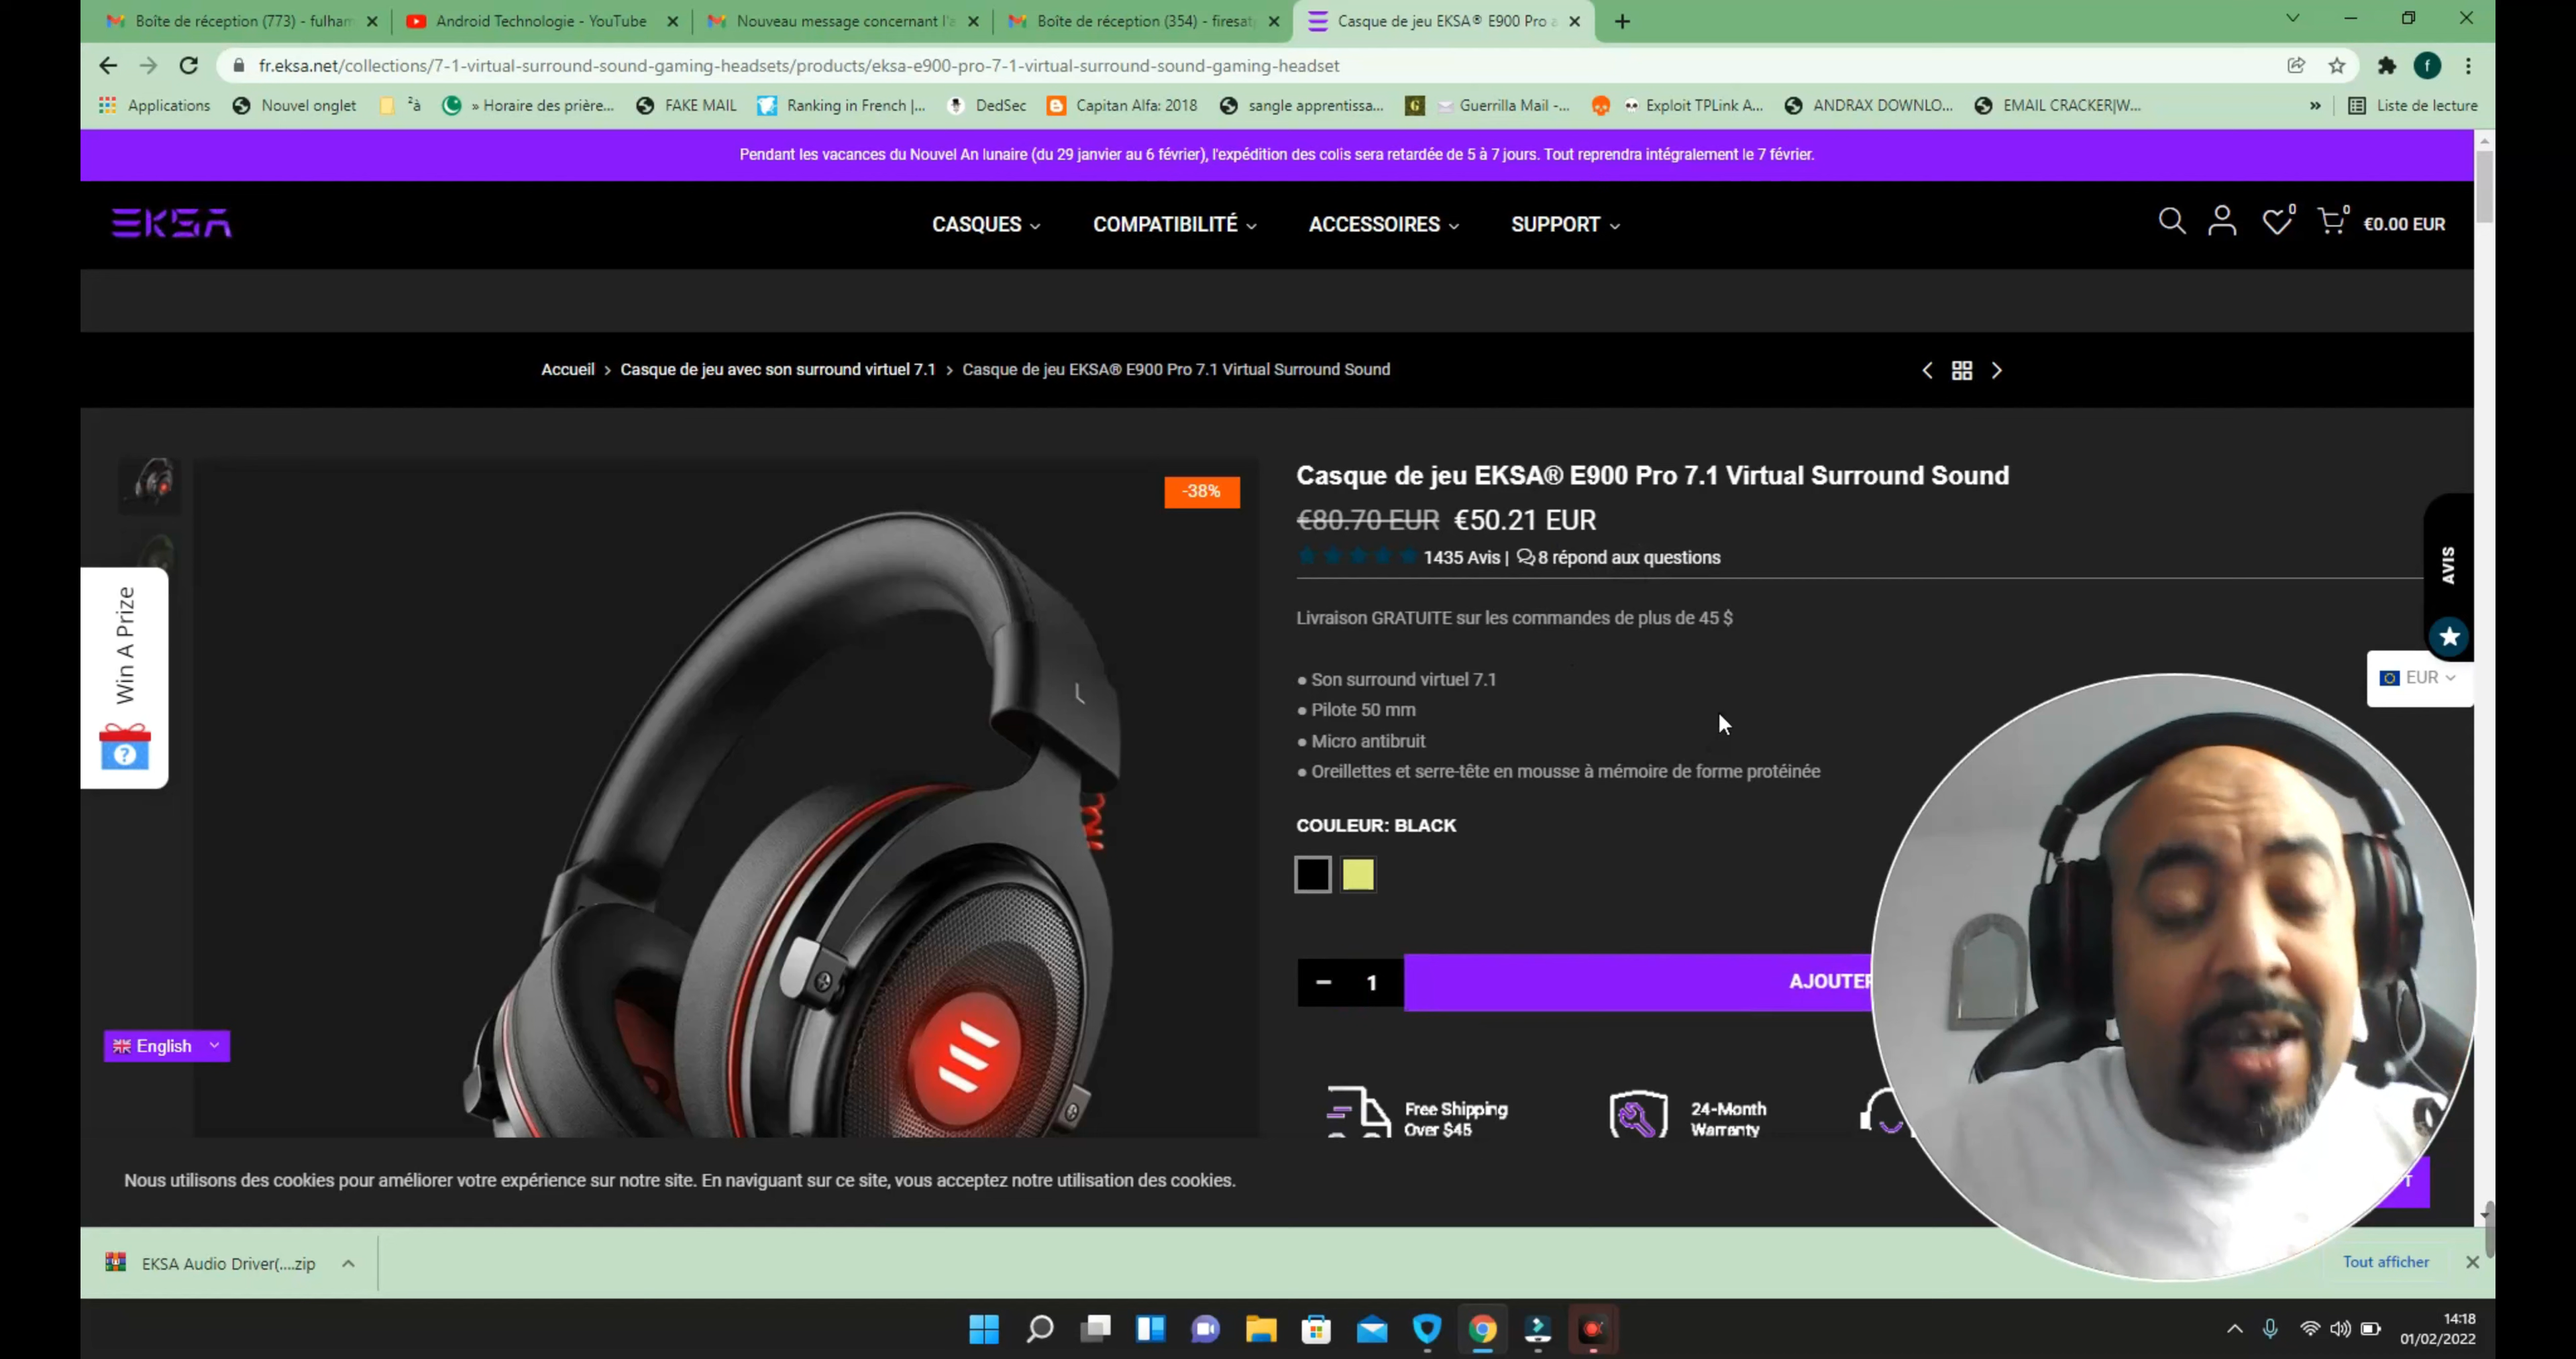 Boîte de réception (773) - fulham
Android Technologie - YouTube
Nouveau message concernant l'a
Boîte de réception (354) - firesat
Casque de jeu EKSA® E900 Pro a
fr.eksa.net/collections/7-1-virtual-surround-sound-gaming-headsets/products/eksa-e900-pro-7-1-virtual-surround-sound-gaming-headset
f
Applications
Nouvel onglet
²à
» Horaire des prière...
FAKE MAIL
Ranking in French |...
DedSec
Capitan Alfa: 2018
sangle apprentissa...
Guerrilla Mail -...
Exploit TPLink A...
ANDRAX DOWNLO...
EMAIL CRACKER|W...
»
Liste de lecture
Pendant les vacances du Nouvel An lunaire (du 29 janvier au 6 février), l'expédition des colis sera retardée de 5 à 7 jours. Tout reprendra intégralement le 7 février.
EKSA
CASQUES
COMPATIBILITÉ
ACCESSOIRES
SUPPORT
0
0
€0.00 EUR
Accueil > Casque de jeu avec son surround virtuel 7.1 > Casque de jeu EKSA® E900 Pro 7.1 Virtual Surround Sound
-38%
L
Win A Prize
?
English
Casque de jeu EKSA® E900 Pro 7.1 Virtual Surround Sound
€80.70 EUR €50.21 EUR
1435 Avis | 8 répond aux questions
Livraison GRATUITE sur les commandes de plus de 45 $
● Son surround virtuel 7.1
● Pilote 50 mm
● Micro antibruit
● Oreillettes et serre-tête en mousse à mémoire de forme protéinée
COULEUR: BLACK
− 1
AJOUTER
Free Shipping
Over $45
24-Month
Warranty
AVIS
EUR
Nous utilisons des cookies pour améliorer votre expérience sur notre site. En naviguant sur ce site, vous acceptez notre utilisation des cookies.
T
EKSA Audio Driver(....zip
Tout afficher
14:18
01/02/2022